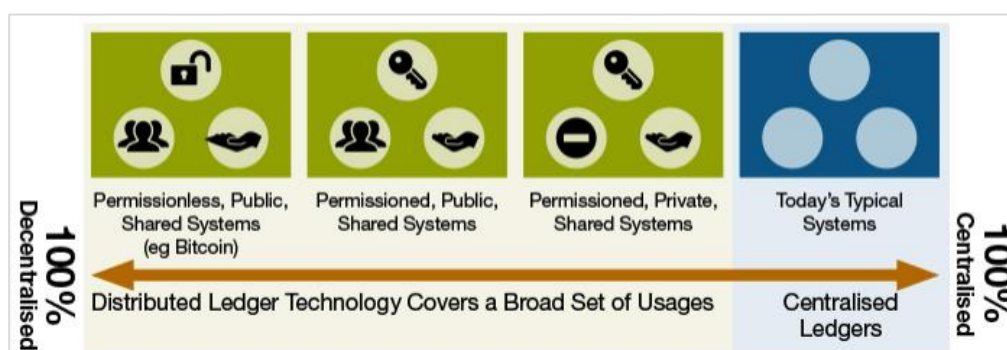 Permissionless, Public,
Shared Systems
(eg Bitcoin)
Permissioned, Public,
Shared Systems
Permissioned, Private,
Shared Systems
Today's Typical
Systems
100%
Decentralised
100%
Centralised
Distributed Ledger Technology Covers a Broad Set of Usages
Centralised
Ledgers